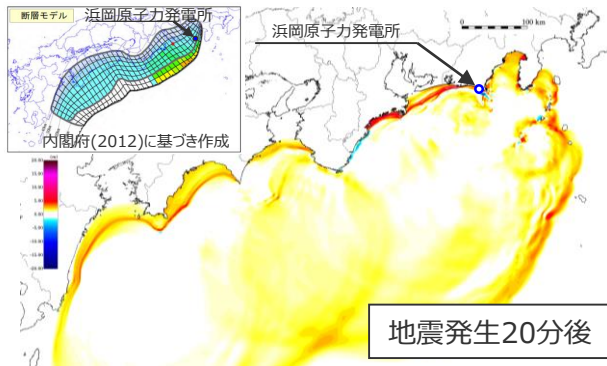 断層モデル
浜岡原子力発電所
内閣府(2012)に基づき作成
浜岡原子力発電所
0
100 km
地震発生20分後